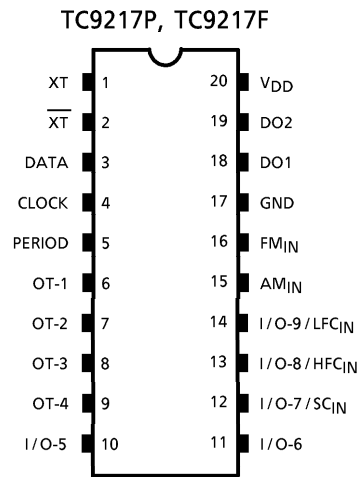 TC9217P, TC9217F
XT 1 20 VDD
X̅T̅ 2 19 DO2
DATA 3 18 DO1
CLOCK 4 17 GND
PERIOD 5 16 FMIN
OT-1 6 15 AMIN
OT-2 7 14 I/O-9/LFCIN
OT-3 8 13 I/O-8/HFCIN
OT-4 9 12 I/O-7/SCIN
I/O-5 10 11 I/O-6